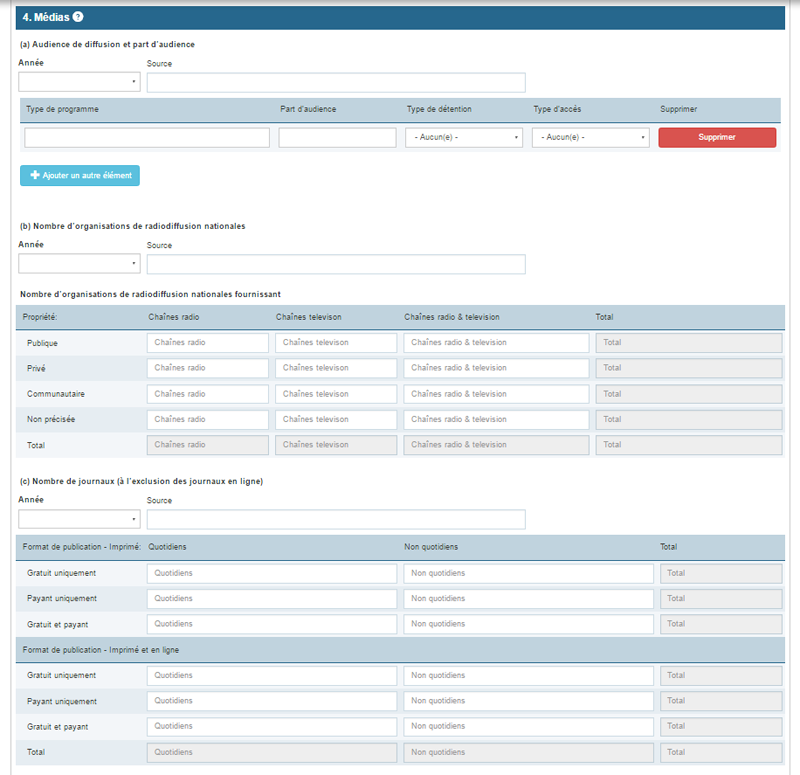 4. Médias ?
(a) Audience de diffusion et part d'audience
Année Source
Type de programme Part d'audience Type de détention Type d'accés Supprimer
- Aucun(e) - - Aucun(e) - Supprimer
+ Ajouter un autre élément
(b) Nombre d'organisations de radiodiffusion nationales
Année Source
Nombre d'organisations de radiodiffusion nationales fournissant
Propriété: Chaînes radio Chaînes televison Chaînes radio & television Total
Publique Chaînes radio Chaînes televison Chaînes radio & television Total
Privé Chaînes radio Chaînes televison Chaînes radio & television Total
Communautaire Chaînes radio Chaînes televison Chaînes radio & television Total
Non précisée Chaînes radio Chaînes televison Chaînes radio & television Total
Total Chaînes radio Chaînes televison Chaînes radio & television Total
(c) Nombre de journaux (à l'exclusion des journaux en ligne)
Année Source
Format de publication - Imprimé: Quotidiens Non quotidiens Total
Gratuit uniquement Quotidiens Non quotidiens Total
Payant uniquement Quotidiens Non quotidiens Total
Gratuit et payant Quotidiens Non quotidiens Total
Format de publication - Imprimé et en ligne
Gratuit uniquement Quotidiens Non quotidiens Total
Payant uniquement Quotidiens Non quotidiens Total
Gratuit et payant Quotidiens Non quotidiens Total
Total Quotidiens Non quotidiens Total